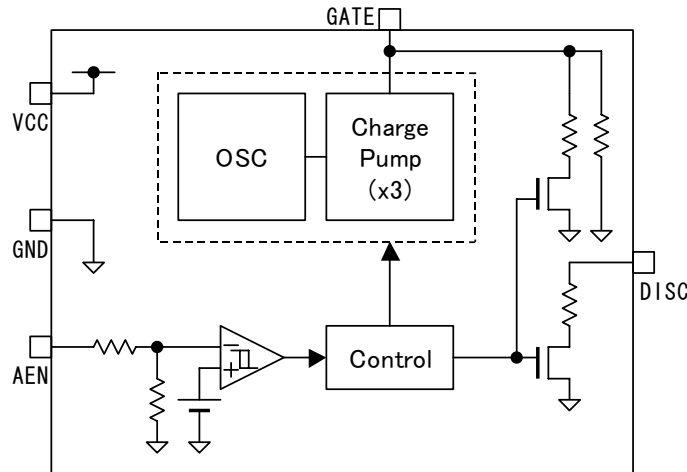 GATE
VCC
OSC
Charge
Pump
(x3)
GND
DISC
AEN
−
+
Control